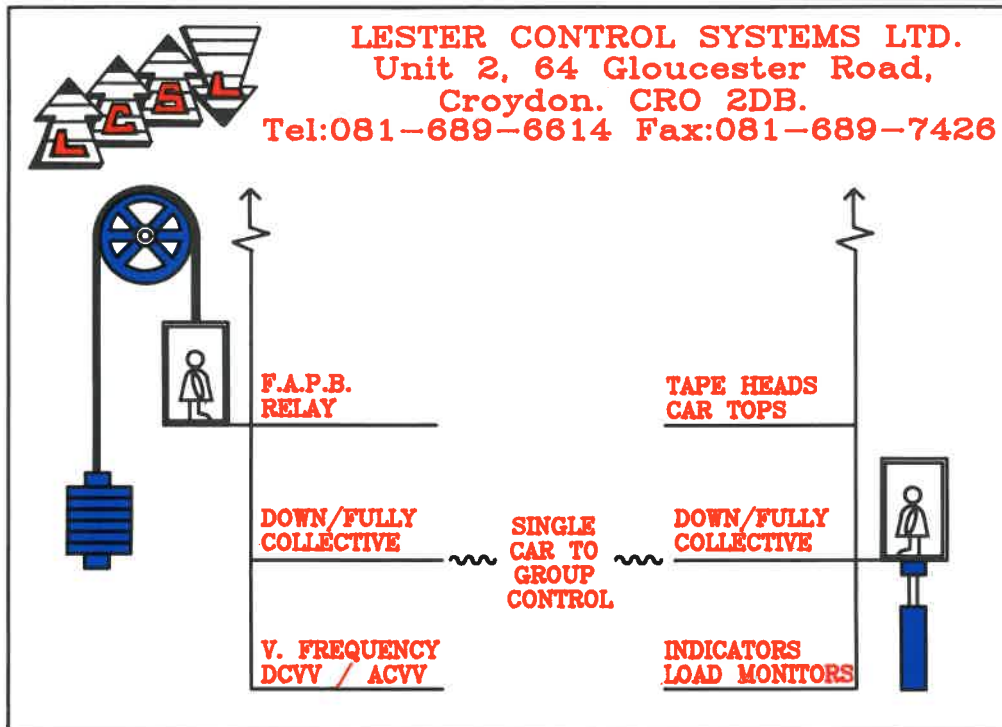 L C S L
LESTER CONTROL SYSTEMS LTD.
Unit 2, 64 Gloucester Road,
Croydon. CRO 2DB.
Tel:081-689-6614 Fax:081-689-7426
F.A.P.B.
RELAY
TAPE HEADS
CAR TOPS
DOWN/FULLY
COLLECTIVE
SINGLE
CAR TO
GROUP
CONTROL
DOWN/FULLY
COLLECTIVE
V. FREQUENCY
DCVV / ACVV
INDICATORS
LOAD MONITORS